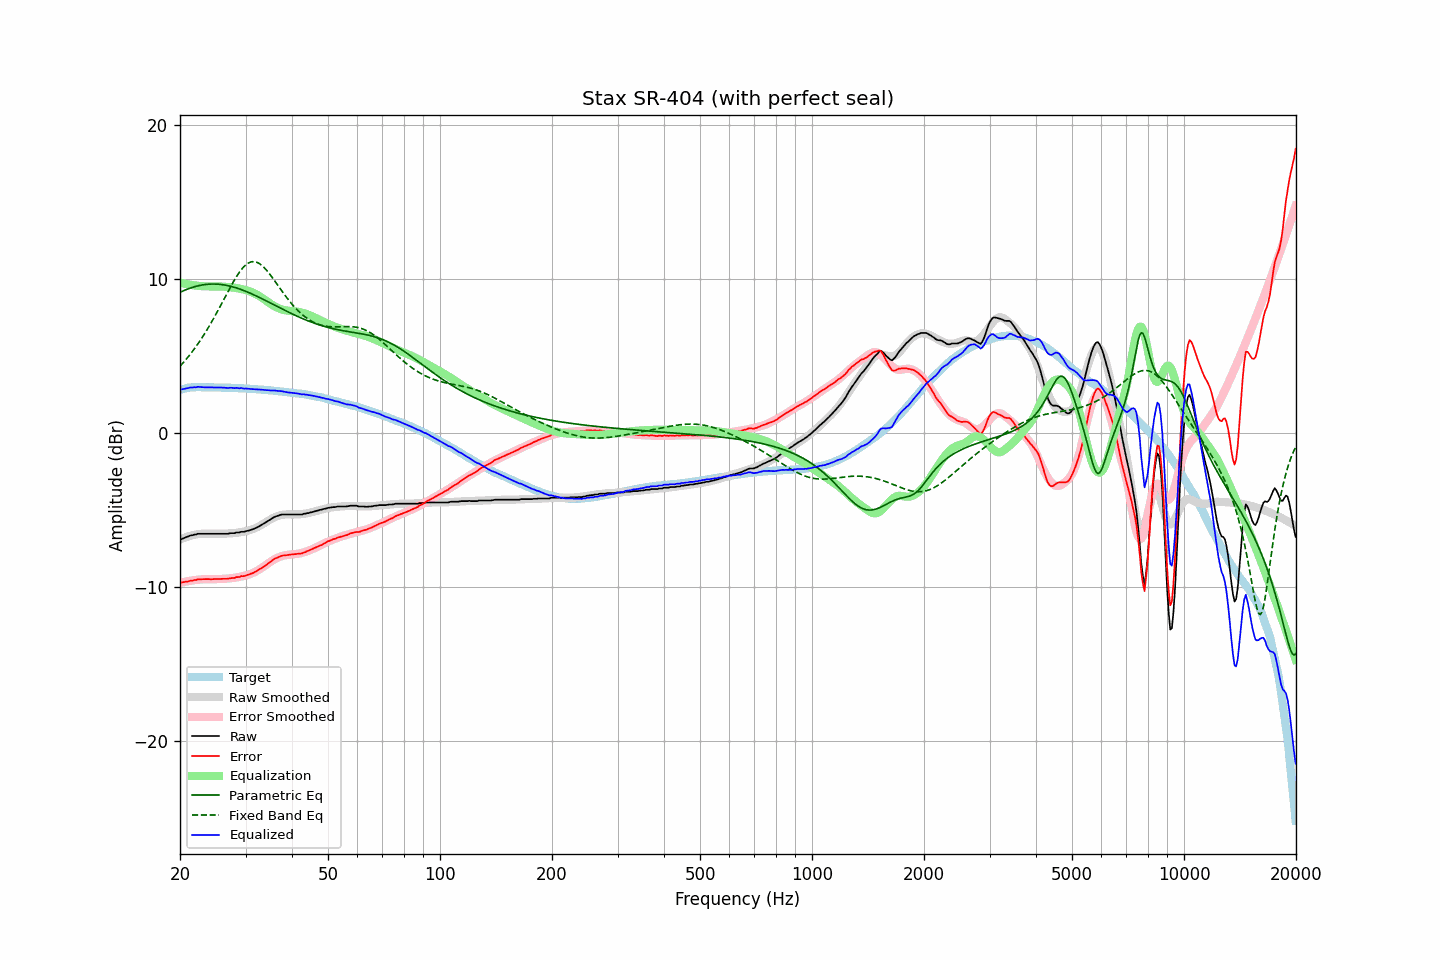 Stax SR-404 (with perfect seal)
Amplitude (dBr)
20
10
0
−10
−20
Target
Raw Smoothed
Error Smoothed
Raw
Error
Equalization
Parametric Eq
Fixed Band Eq
Equalized
20 50 100 200 500 1000 2000 5000 10000 20000
Frequency (Hz)